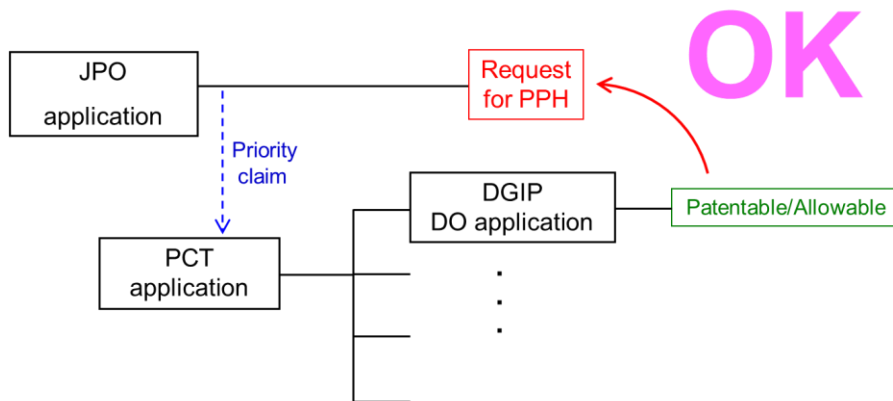 OK
JPO
application
Request
for PPH
Priority
claim
DGIP
DO application
Patentable/Allowable
PCT
application